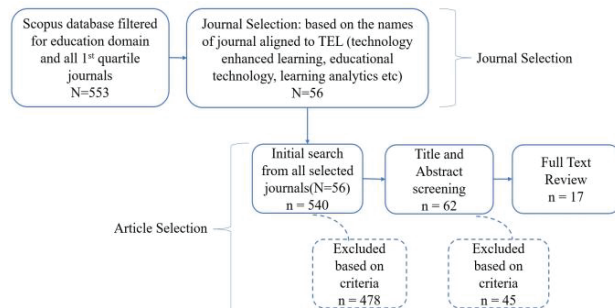 Scopus database filtered
for education domain
and all 1st quartile
journals
N=553
Journal Selection: based on the names
of journal aligned to TEL (technology
enhanced learning, educational
technology, learning analytics etc)
N=56
Journal Selection
Initial search
from all selected
journals(N=56)
n = 540
Title and
Abstract
screening
n = 62
Full Text
Review
n = 17
Article Selection
Excluded
based on
criteria
n = 478
Excluded
based on
criteria
n = 45